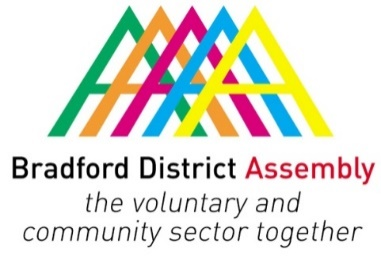 Bradford District Assembly
the voluntary and
community sector together